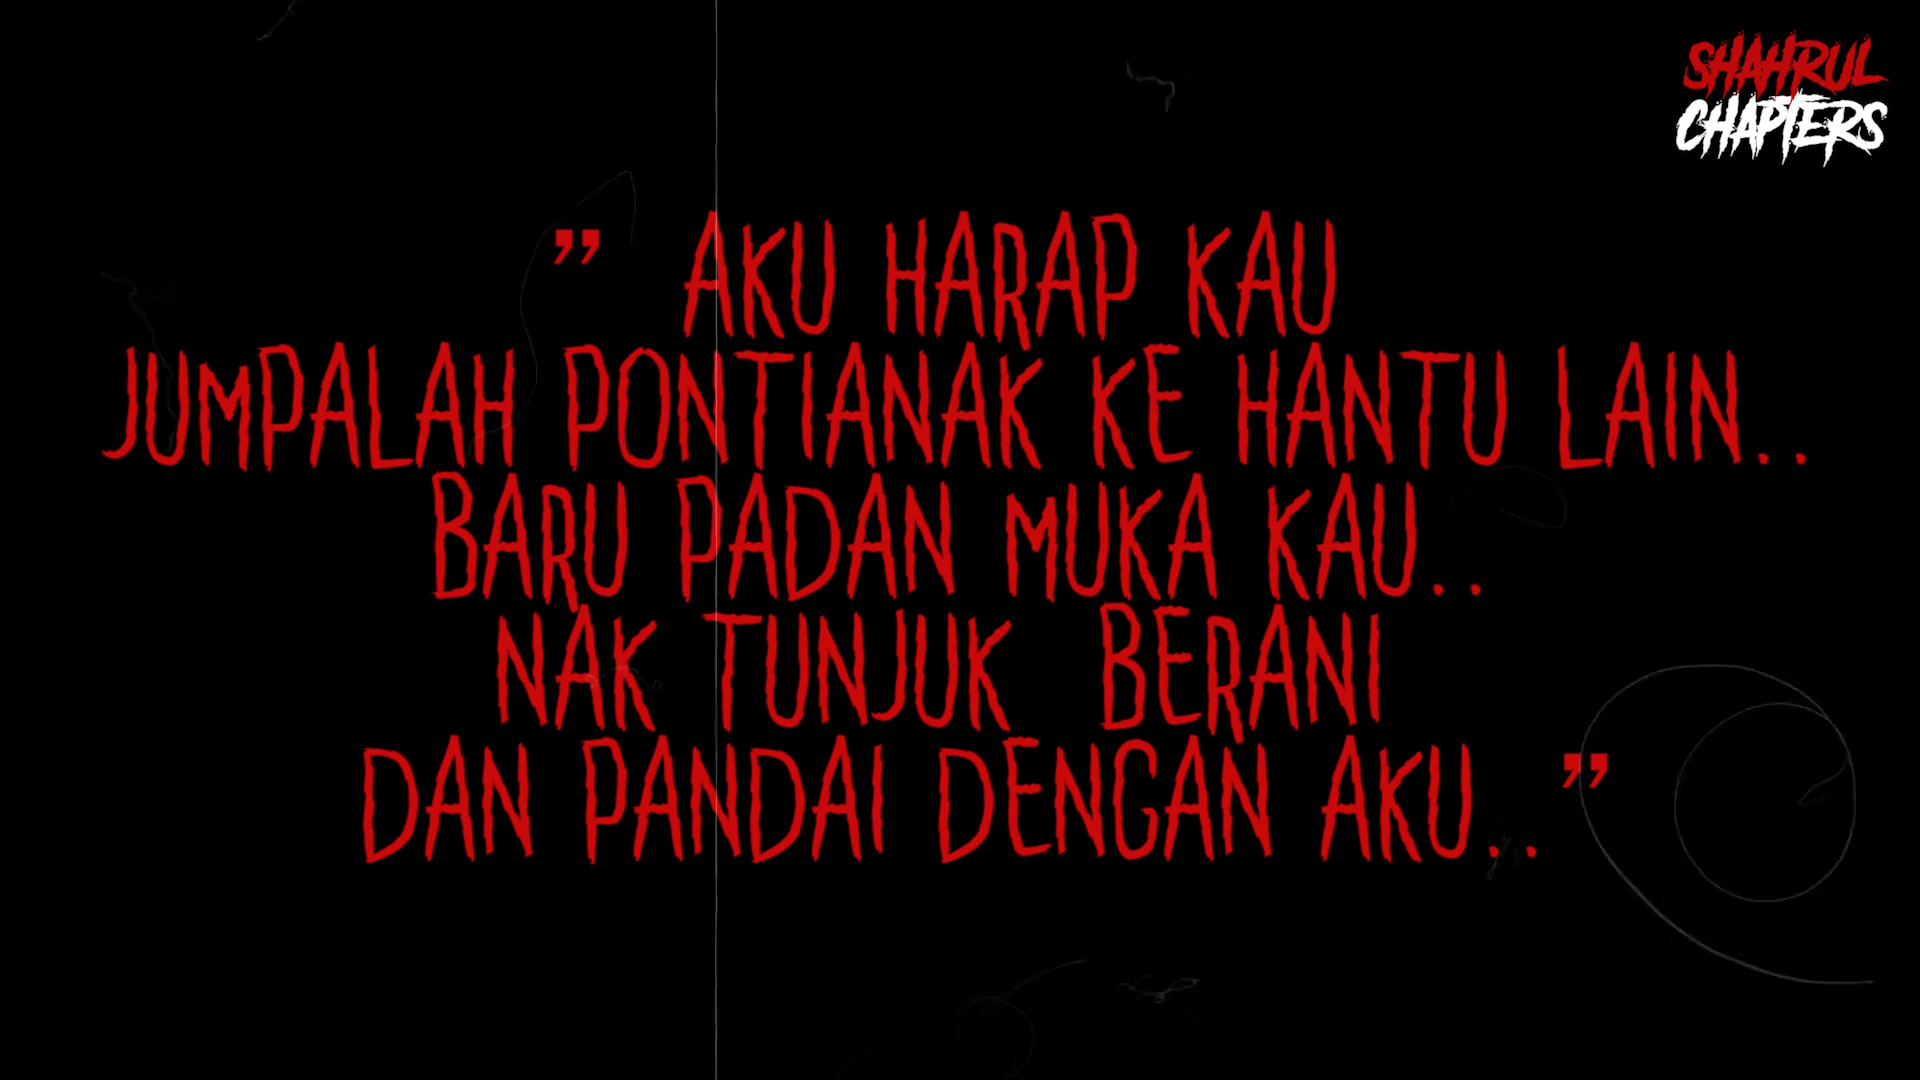 SHAHRUL
CHAPTERS
” AKU HARAP KAU
JUMPALAH PONTIANAK KE HANTU LAIN..
BARU PADAN MUKA KAU..
NAK TUNJUK BERANI
DAN PANDAI DENGAN AKU.. ”